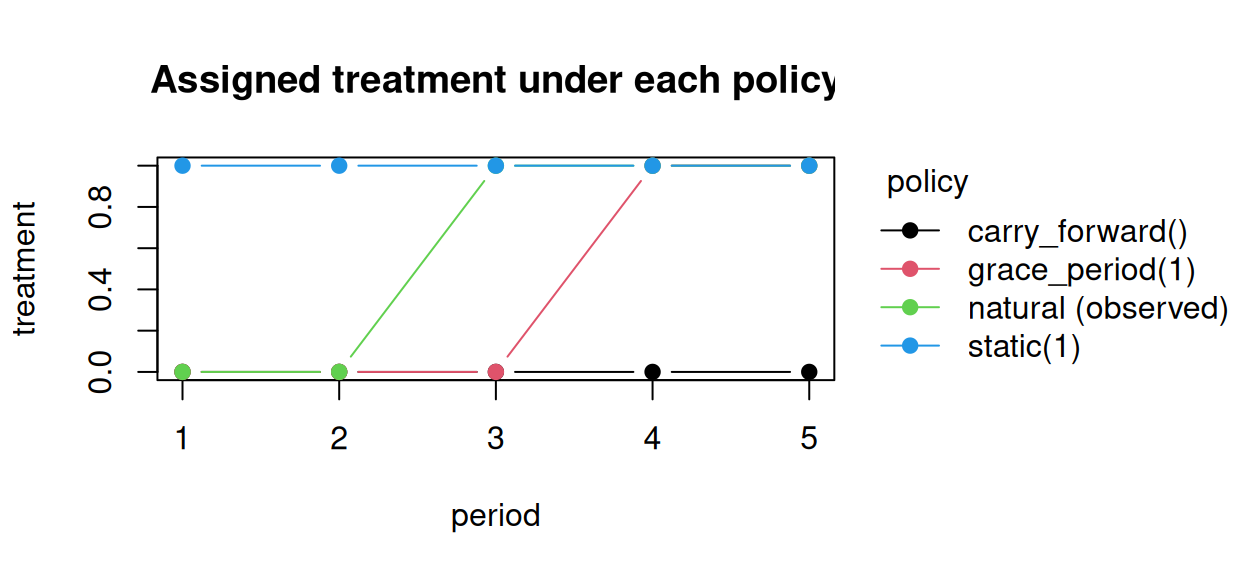 Assigned treatment under each policy
treatment
0.8
0.4
0.0
1 2 3 4 5
period
policy
carry_forward()
grace_period(1)
natural (observed)
static(1)